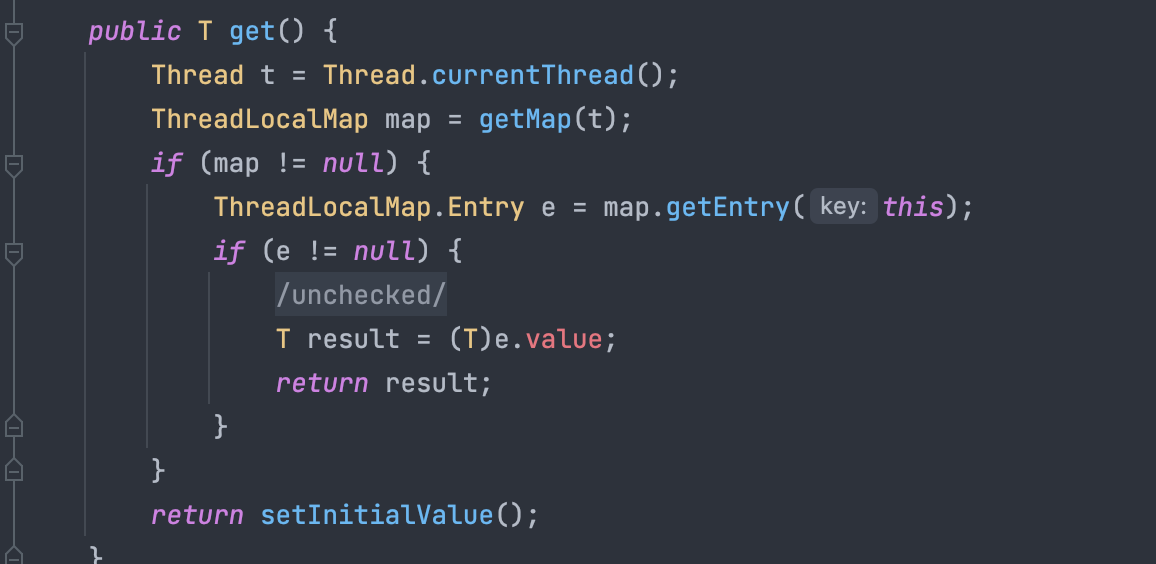 public T get() {
Thread t = Thread.currentThread();
ThreadLocalMap map = getMap(t);
if (map != null) {
ThreadLocalMap.Entry e = map.getEntry( key: this);
if (e != null) {
/unchecked/
T result = (T)e.value;
return result;
}
}
return setInitialValue();
}